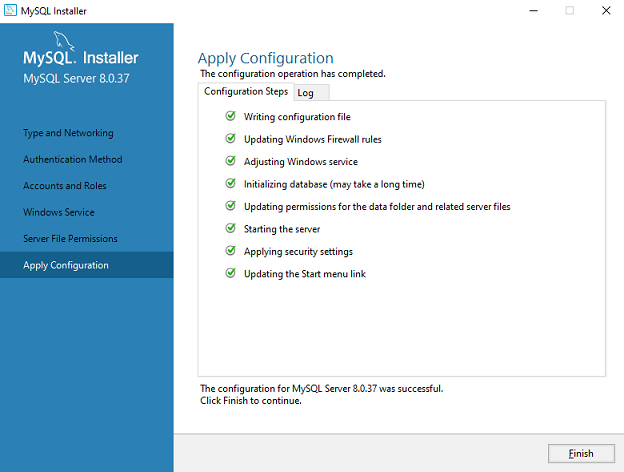 MySQL Installer
MySQL. Installer
MySQL Server 8.0.37
Type and Networking
Authentication Method
Accounts and Roles
Windows Service
Server File Permissions
Apply Configuration
Apply Configuration
The configuration operation has completed.
Configuration Steps Log
Writing configuration file
Updating Windows Firewall rules
Adjusting Windows service
Initializing database (may take a long time)
Updating permissions for the data folder and related server files
Starting the server
Applying security settings
Updating the Start menu link
The configuration for MySQL Server 8.0.37 was successful.
Click Finish to continue.
Finish